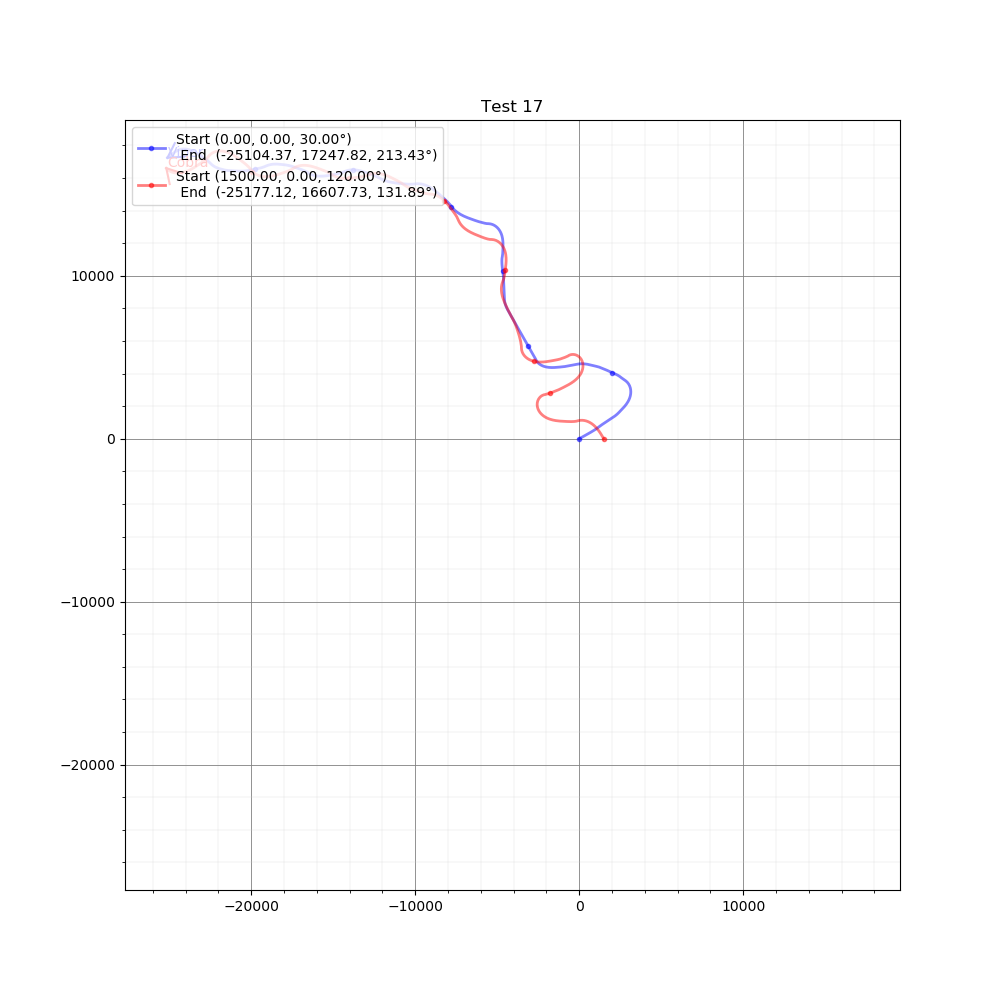 Test 17
Start (0.00, 0.00, 30.00°)
End (-25104.37, 17247.82, 213.43°)
Start (1500.00, 0.00, 120.00°)
End (-25177.12, 16607.73, 131.89°)
Cobra
10000
0
−10000
−20000
−20000
−10000
0
10000